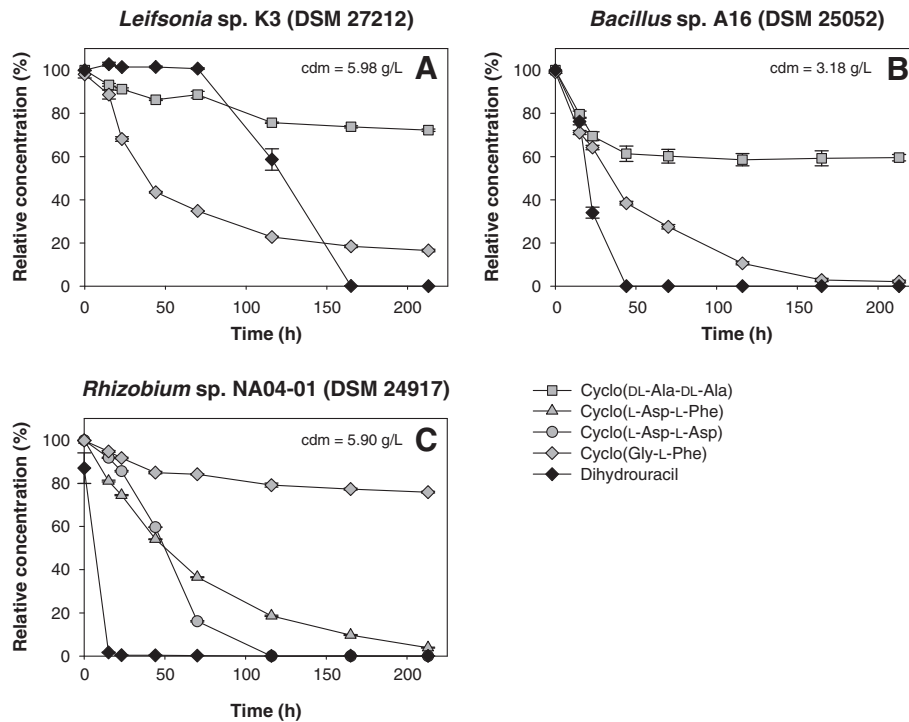 Leifsonia sp. K3 (DSM 27212)
A
cdm = 5.98 g/L
Relative concentration (%)
100
80
60
40
20
0
0 50 100 150 200
Time (h)
Bacillus sp. A16 (DSM 25052)
B
cdm = 3.18 g/L
Relative concentration (%)
100
80
60
40
20
0
0 50 100 150 200
Time (h)
Rhizobium sp. NA04-01 (DSM 24917)
C
cdm = 5.90 g/L
Relative concentration (%)
100
80
60
40
20
0
0 50 100 150 200
Time (h)
Cyclo(DL-Ala-DL-Ala)
Cyclo(L-Asp-L-Phe)
Cyclo(L-Asp-L-Asp)
Cyclo(Gly-L-Phe)
Dihydrouracil